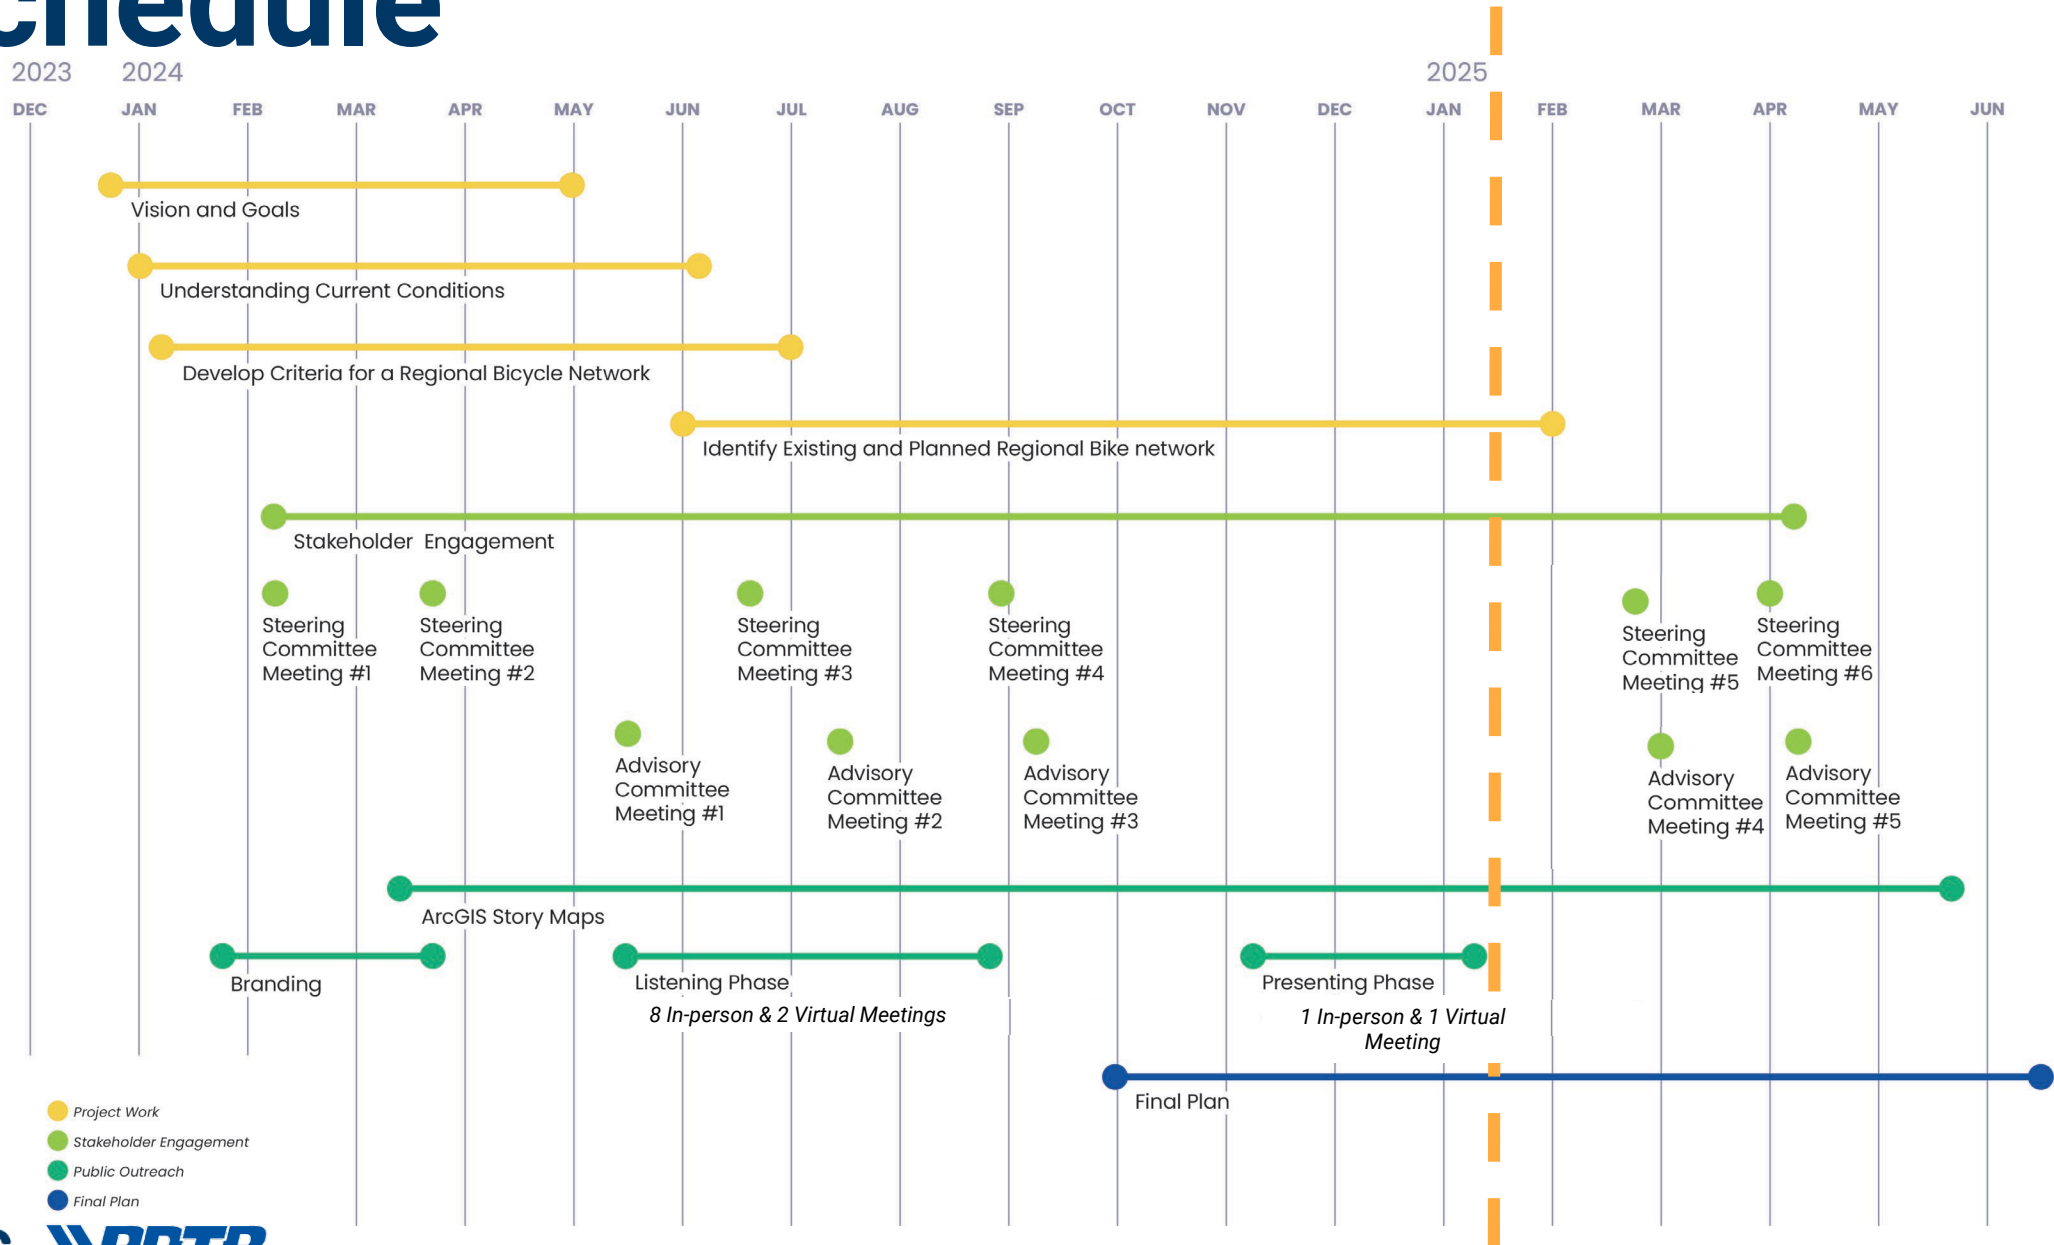 chedule
2023 2024 2025
DEC JAN FEB MAR APR MAY JUN JUL AUG SEP OCT NOV DEC JAN FEB MAR APR MAY JUN
Vision and Goals
Understanding Current Conditions
Develop Criteria for a Regional Bicycle Network
Identify Existing and Planned Regional Bike network
Stakeholder Engagement
Steering
Committee
Meeting #1
Steering
Committee
Meeting #2
Steering
Committee
Meeting #3
Steering
Committee
Meeting #4
Steering
Committee
Meeting #5
Steering
Committee
Meeting #6
Advisory
Committee
Meeting #1
Advisory
Committee
Meeting #2
Advisory
Committee
Meeting #3
Advisory
Committee
Meeting #4
Advisory
Committee
Meeting #5
ArcGIS Story Maps
Branding
Listening Phase
8 In-person & 2 Virtual Meetings
Presenting Phase
1 In-person & 1 Virtual
Meeting
Final Plan
Project Work
Stakeholder Engagement
Public Outreach
Final Plan